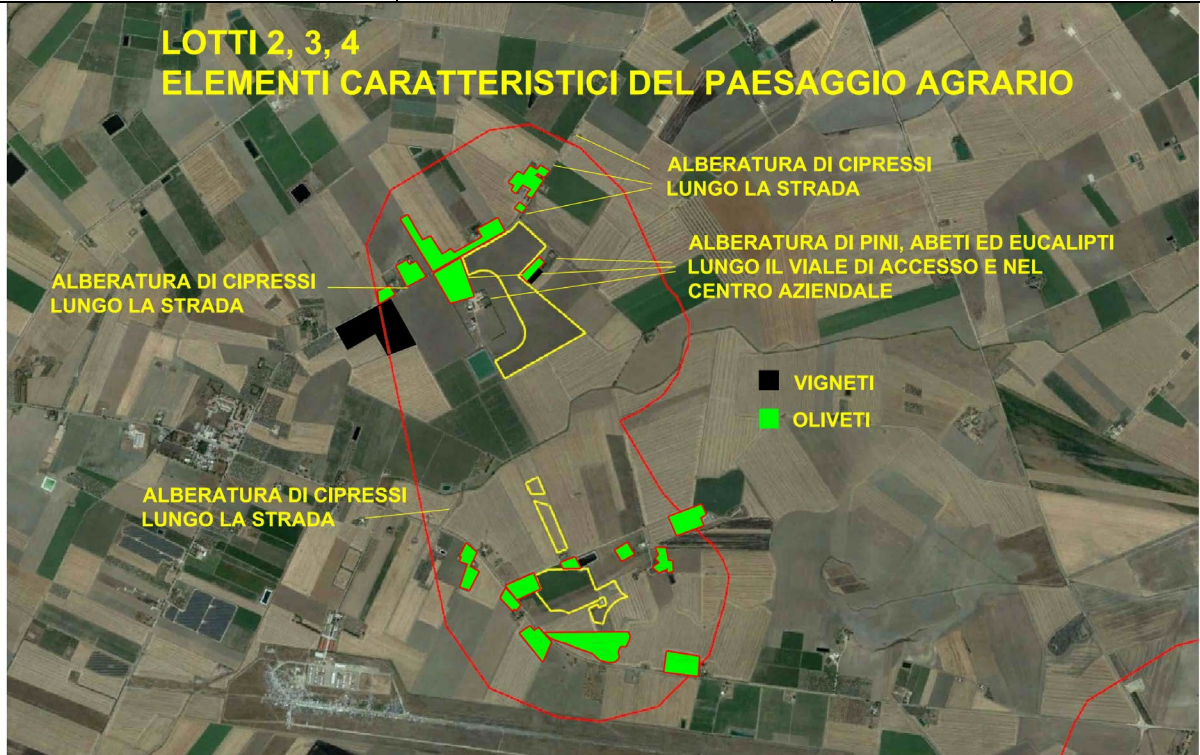 LOTTI 2, 3, 4
ELEMENTI CARATTERISTICI DEL PAESAGGIO AGRARIO
ALBERATURA DI CIPRESSI
LUNGO LA STRADA
ALBERATURA DI PINI, ABETI ED EUCALIPTI
LUNGO IL VIALE DI ACCESSO E NEL
CENTRO AZIENDALE
ALBERATURA DI CIPRESSI
LUNGO LA STRADA
VIGNETI
OLIVETI
ALBERATURA DI CIPRESSI
LUNGO LA STRADA